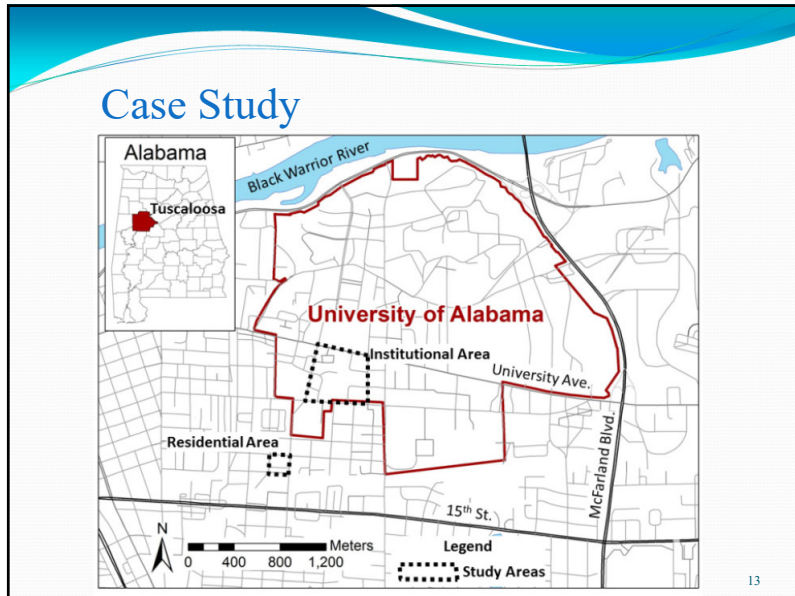 Case Study
Alabama
Tuscaloosa
Black Warrior River
University of Alabama
Institutional Area
University Ave.
Residential Area
McFarland Blvd.
15th St.
N
Meters
0 400 800 1,200
Legend
Study Areas
13